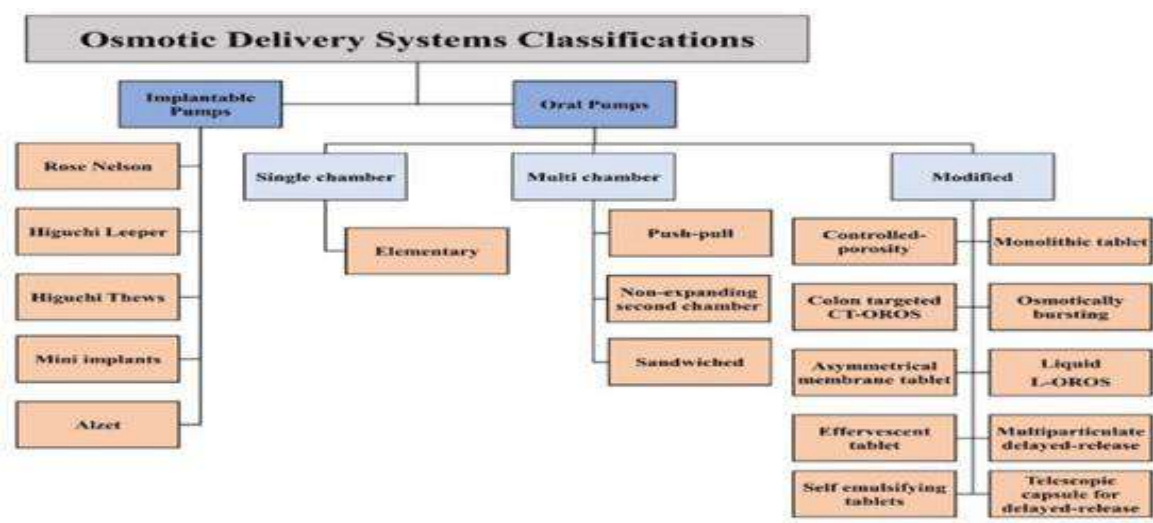 Osmotic Delivery Systems Classifications
Implantable
Pumps
Oral Pumps
Rose Nelson
Higuchi Leeper
Higuchi Thews
Mini implants
Alzet
Single chamber
Elementary
Multi chamber
Push-pull
Non-expanding
second chamber
Sandwiched
Modified
Controlled-
porosity
Monolithic tablet
Colon targeted
CT-OROS
Osmotically
bursting
Asymmetrical
membrane tablet
Liquid
L-OROS
Effervescent
tablet
Multiparticulate
delayed-release
Self emulsifying
tablets
Telescopic
capsule for
delayed-release